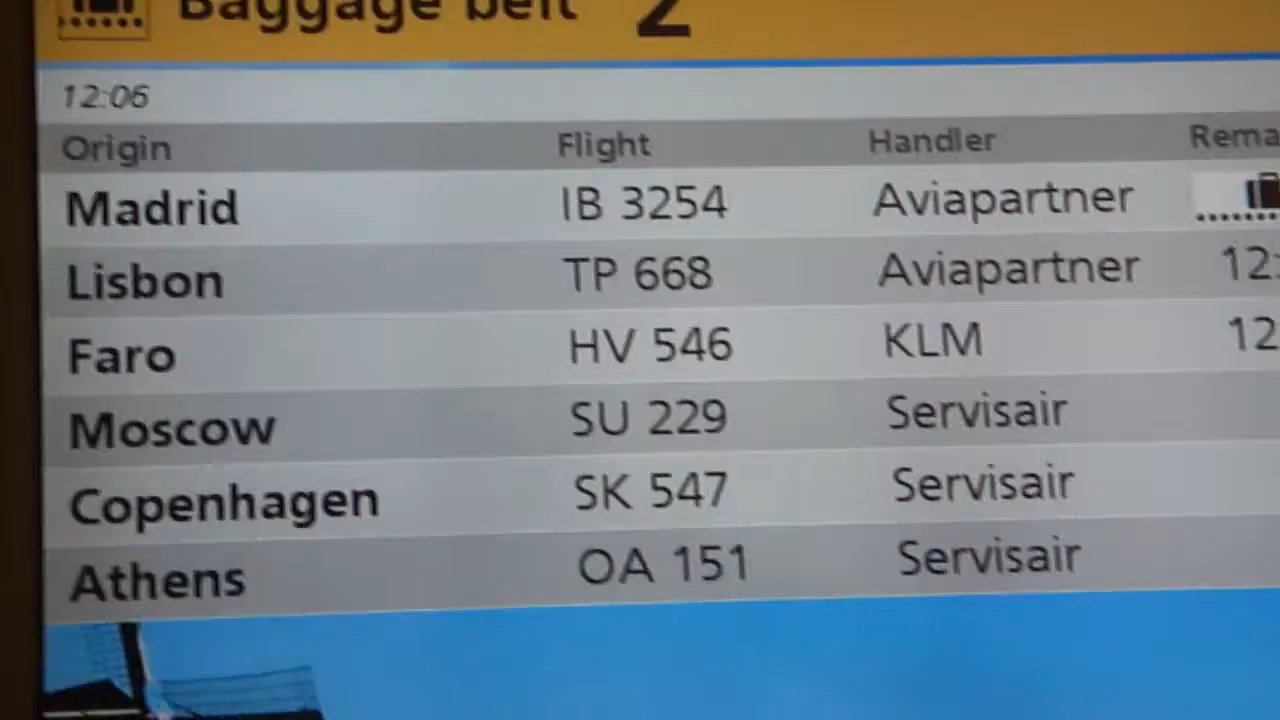 Baggage belt 2
12:06
Origin Flight Handler
Madrid IB 3254 Aviapartner
Lisbon TP 668 Aviapartner
Faro HV 546 KLM
Moscow SU 229 Servisair
Copenhagen SK 547 Servisair
Athens OA 151 Servisair